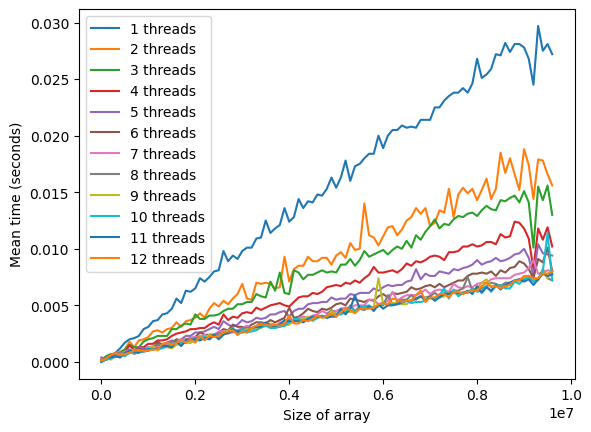 0.030
0.025
0.020
0.015
0.010
0.005
0.000
Mean time (seconds)
1 threads
2 threads
3 threads
4 threads
5 threads
6 threads
7 threads
8 threads
9 threads
10 threads
11 threads
12 threads
0.0 0.2 0.4 0.6 0.8 1.0
1e7
Size of array